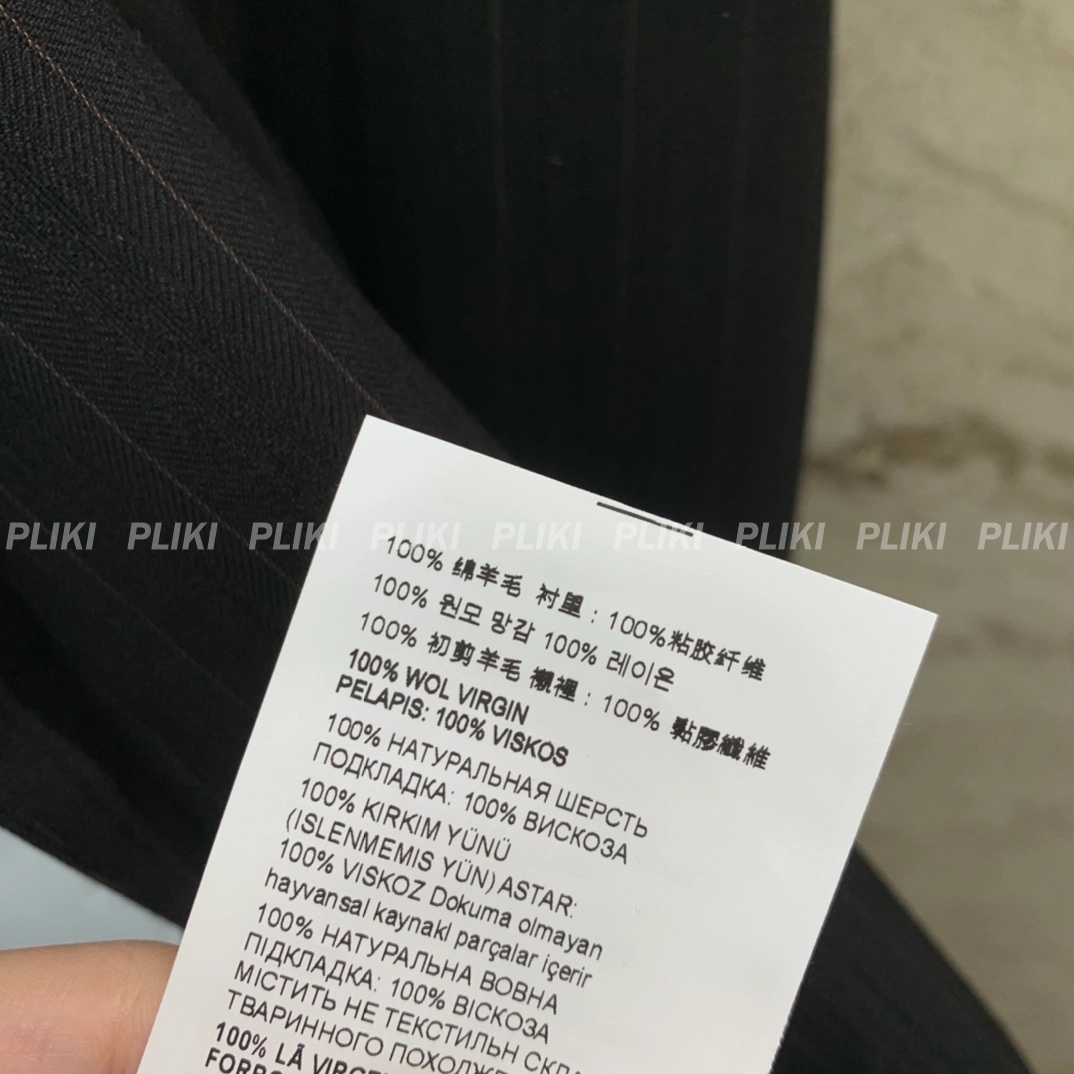 PLIKI PLIKI PLIKI PLIKI PLIKI PLIKI PLIKI PLIKI PLIKI
100% 绵羊毛 衬里 : 100%粘胶纤维
100% 원모 망감 100% 레이온
100% 初剪羊毛 襯裡 : 100% 黏膠纖維
100% WOL VIRGIN
PELAPIS: 100% VISKOS
100% НАТУРАЛЬНАЯ ШЕРСТЬ
ПОДКЛАДКА: 100% ВИСКОЗА
100% KIRKIM YÜNÜ
(ISLENMEMIS YÜN) ASTAR:
100% VISKOZ Dokuma olmayan
hayvansal kaynakl parçalar içerir
100% НАТУРАЛЬНА ВОВНА
ПІДКЛАДКА: 100% ВІСКОЗА
МІСТИТЬ НЕ ТЕКСТИЛЬН
ТВАРИННОГО
100% LÃ